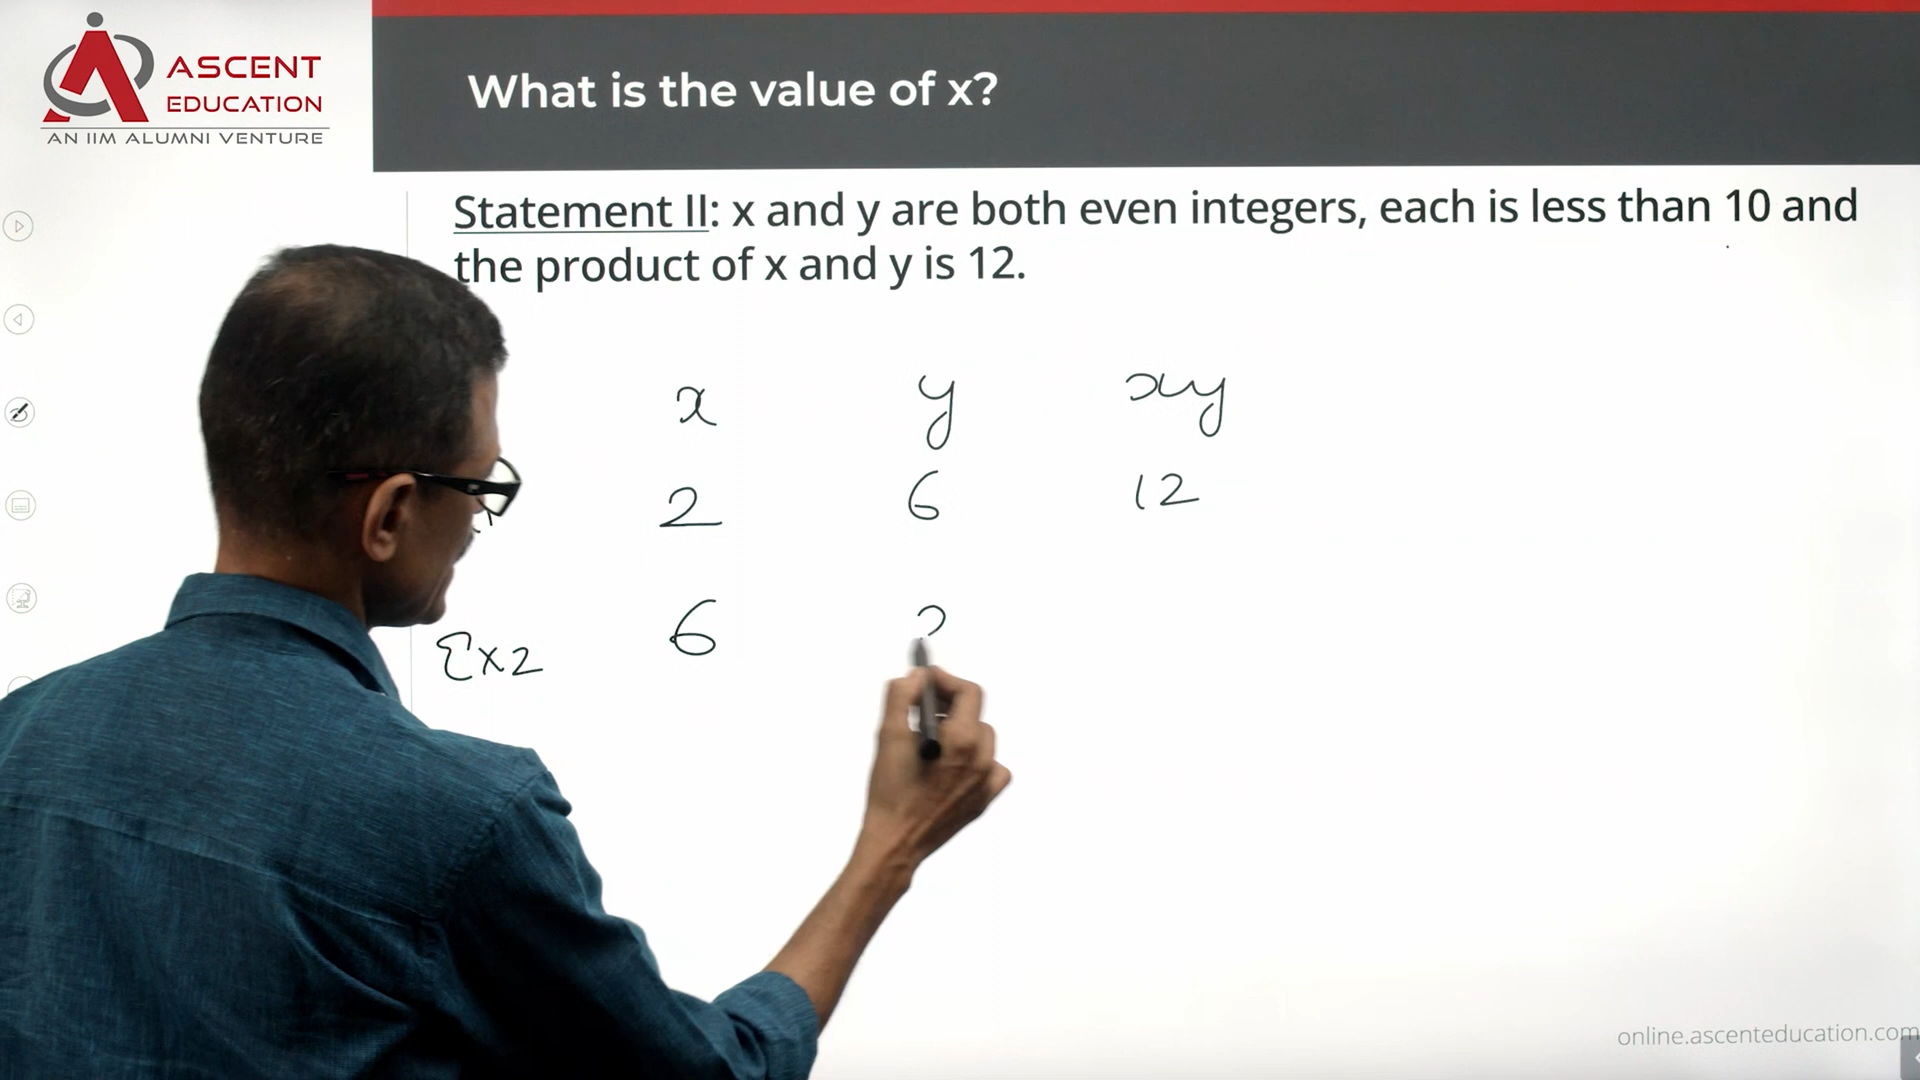 ASCENT
EDUCATION
AN IIM ALUMNI VENTURE
What is the value of x?
Statement II: x and y are both even integers, each is less than 10 and
the product of x and y is 12.
x y xy
2 6 12
Ex2 6
online.ascenteducation.com